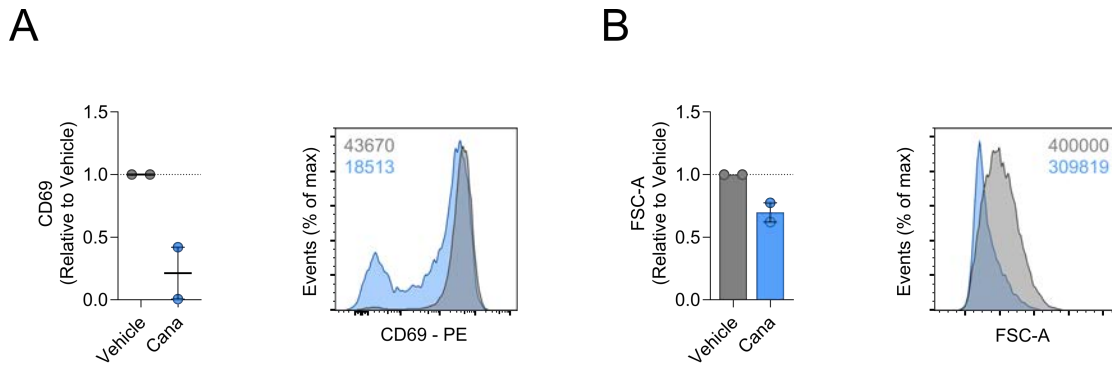 A
CD69
(Relative to Vehicle)
1.5
1.0
0.5
0.0
Vehicle
Cana
Events (% of max)
43670
18513
CD69 - PE
B
FSC-A
(Relative to Vehicle)
1.5
1.0
0.5
0.0
Vehicle
Cana
Events (% of max)
400000
309819
FSC-A